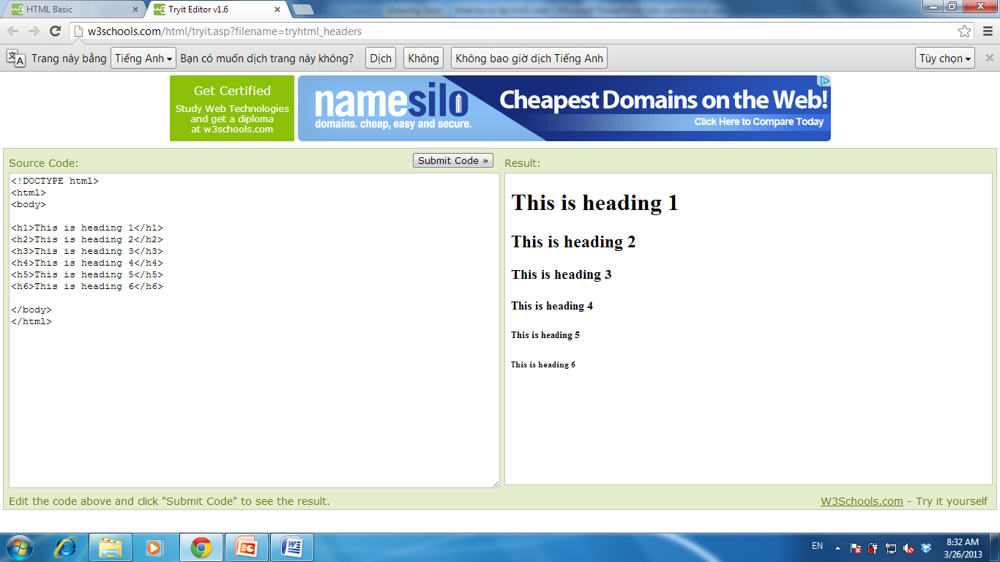 HTML Basic
Tryit Editor v1.6
w3schools.com/html/tryit.asp?filename=tryhtml_headers
Trang này bằng Tiếng Anh Bạn có muốn dịch trang này không? Dịch Không Không bao giờ dịch Tiếng Anh Tùy chọn
Get Certified
Study Web Technologies
and get a diploma
at w3schools.com
namesilo
domains. cheap, easy and secure.
Cheapest Domains on the Web!
Click Here to Compare Today
Source Code:
Submit Code »
<!DOCTYPE html>
<html>
<body>
<h1>This is heading 1</h1>
<h2>This is heading 2</h2>
<h3>This is heading 3</h3>
<h4>This is heading 4</h4>
<h5>This is heading 5</h5>
<h6>This is heading 6</h6>
</body>
</html>
Result:
This is heading 1
This is heading 2
This is heading 3
This is heading 4
This is heading 5
This is heading 6
Edit the code above and click "Submit Code" to see the result.
W3Schools.com - Try it yourself
EN
8:32 AM
3/26/2013